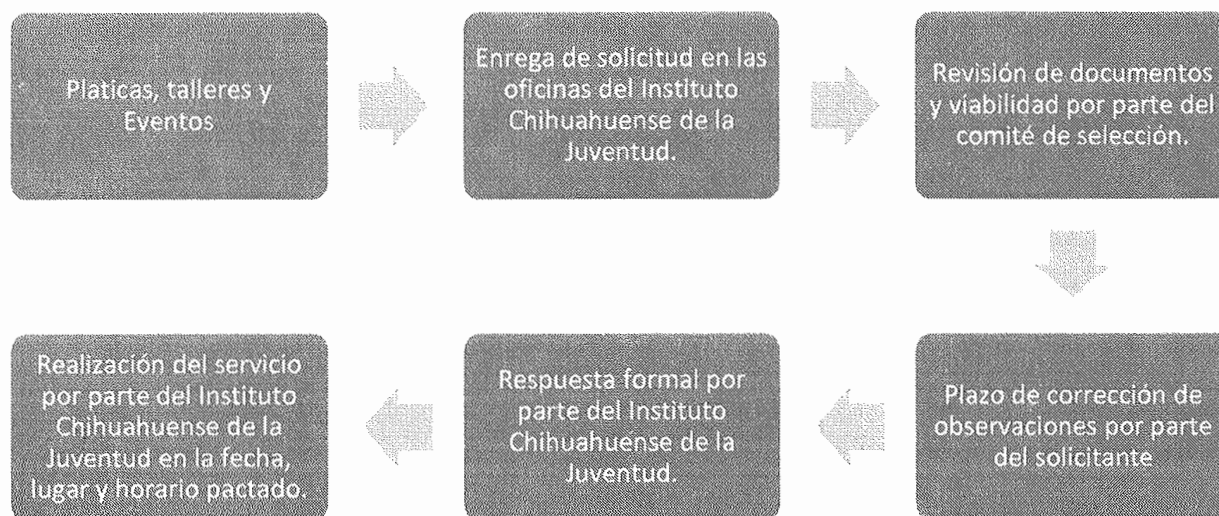 Platicas, talleres y
Eventos
Enrega de solicitud en las
oficinas del Instituto
Chihuahuense de la
Juventud.
Revisión de documentos
y viabilidad por parte del
comité de selección.
Plazo de corrección de
observaciones por parte
del solicitante
Respuesta formal por
parte del Instituto
Chihuahuense de la
Juventud.
Realización del servicio
por parte del Instituto
Chihuahuense de la
Juventud en la fecha,
lugar y horario pactado.